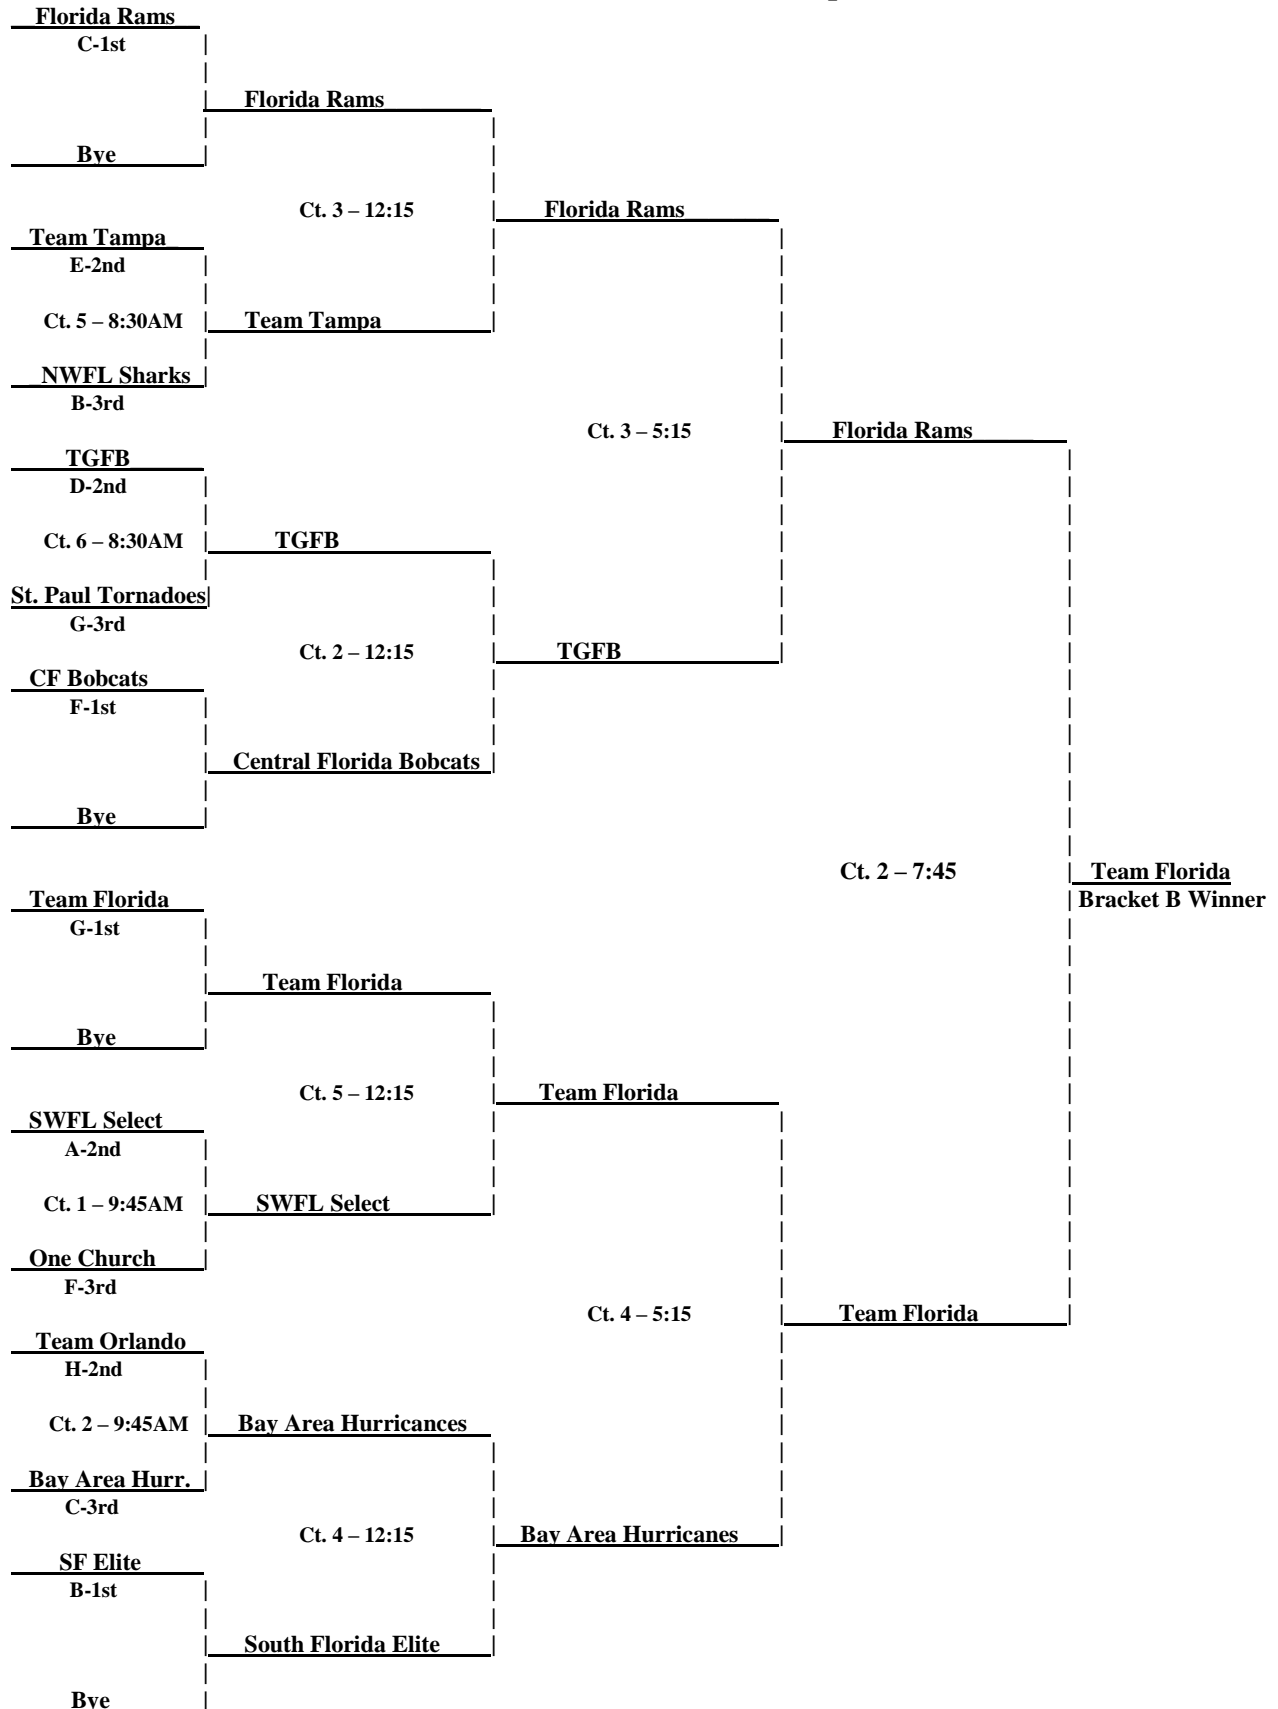 Florida Rams
C-1st
Florida Rams
Bye
Ct. 3 – 12:15
Florida Rams
Team Tampa
E-2nd
Ct. 5 – 8:30AM
Team Tampa
NWFL Sharks
B-3rd
Ct. 3 – 5:15
Florida Rams
TGFB
D-2nd
Ct. 6 – 8:30AM
TGFB
St. Paul Tornadoes
G-3rd
Ct. 2 – 12:15
TGFB
CF Bobcats
F-1st
Central Florida Bobcats
Bye
Ct. 2 – 7:45
Team Florida
Bracket B Winner
Team Florida
G-1st
Team Florida
Bye
Ct. 5 – 12:15
Team Florida
SWFL Select
A-2nd
Ct. 1 – 9:45AM
SWFL Select
One Church
F-3rd
Ct. 4 – 5:15
Team Florida
Team Orlando
H-2nd
Ct. 2 – 9:45AM
Bay Area Hurricances
Bay Area Hurr.
C-3rd
Ct. 4 – 12:15
Bay Area Hurricanes
SF Elite
B-1st
South Florida Elite
Bye